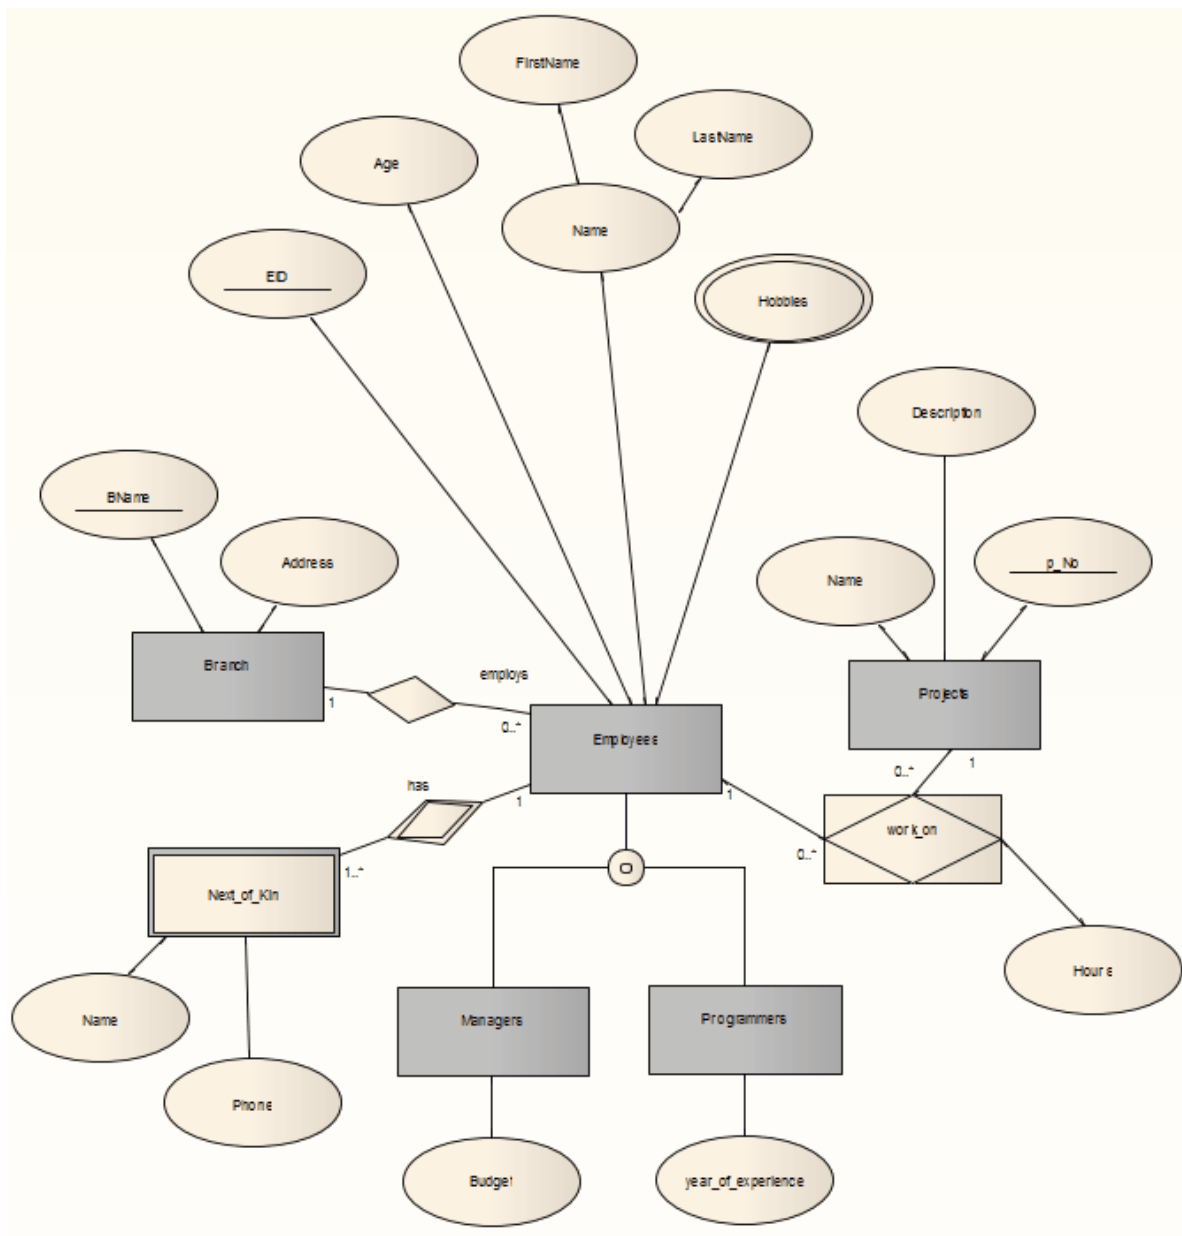 FirstName
LastName
Age
Name
EID
Hobbies
Description
BName
Address
Name
p_No
Branch
employs
Projects
1
0..*
Employees
1
0..*
has
1
1
work_on
0..*
1..*
O
Next_of_Kin
Hours
Name
Managers
Programmers
Phone
Budget
year_of_experience